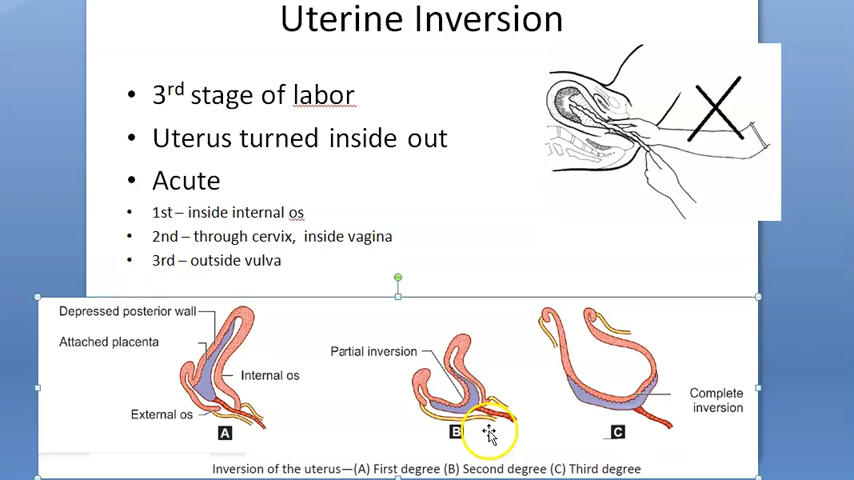 Uterine Inversion
• 3rd stage of labor
• Uterus turned inside out
• Acute
• 1st – inside internal os
• 2nd – through cervix, inside vagina
• 3rd – outside vulva
Depressed posterior wall
Attached placenta
Internal os
External os
A
Partial inversion
B
Complete
inversion
C
Inversion of the uterus—(A) First degree (B) Second degree (C) Third degree